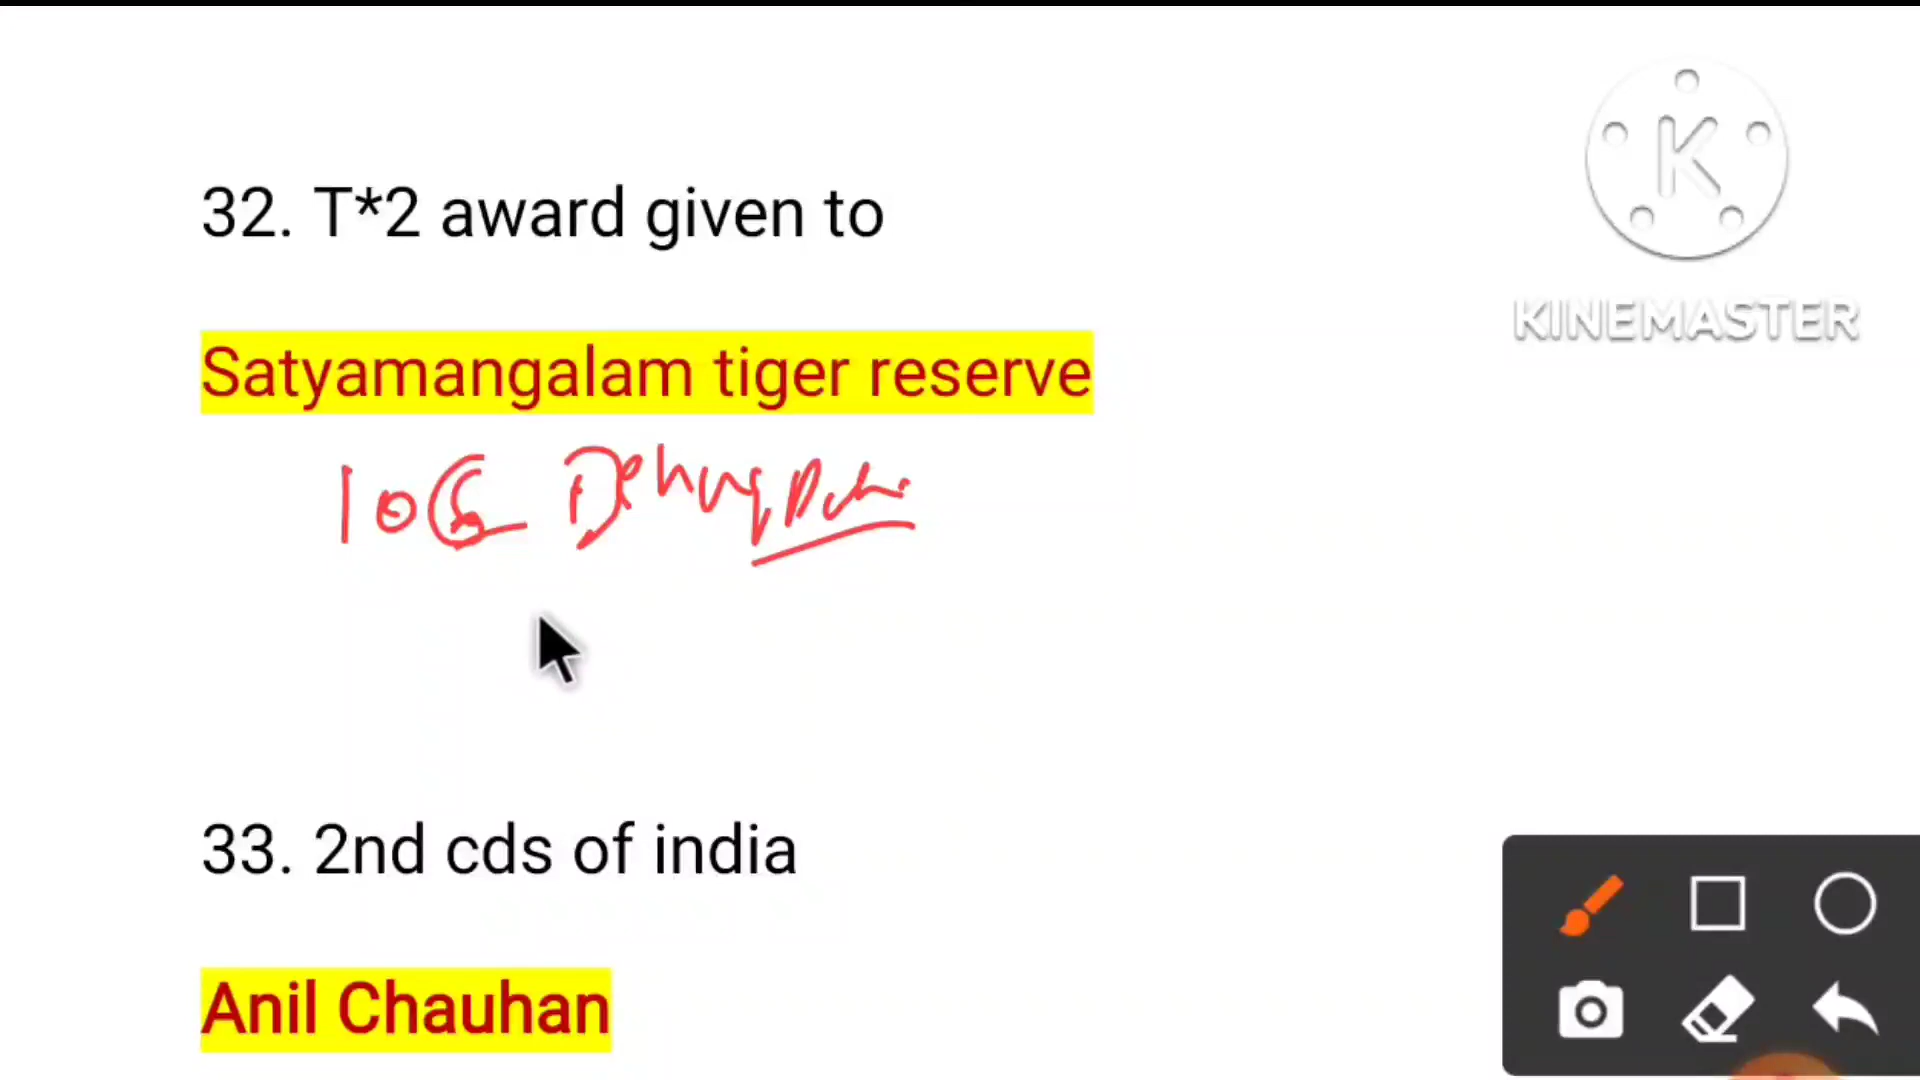 32. T*2 award given to
KINEMASTER
Satyamangalam tiger reserve
33. 2nd cds of india
Anil Chauhan